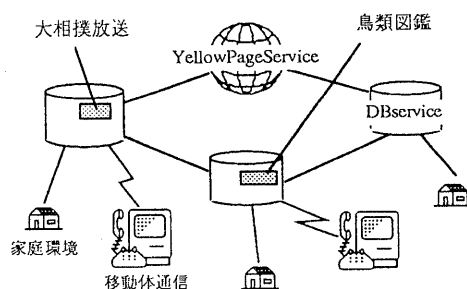 大相撲放送
鳥類図鑑
YellowPageService
DBservice
家庭環境
移動体通信